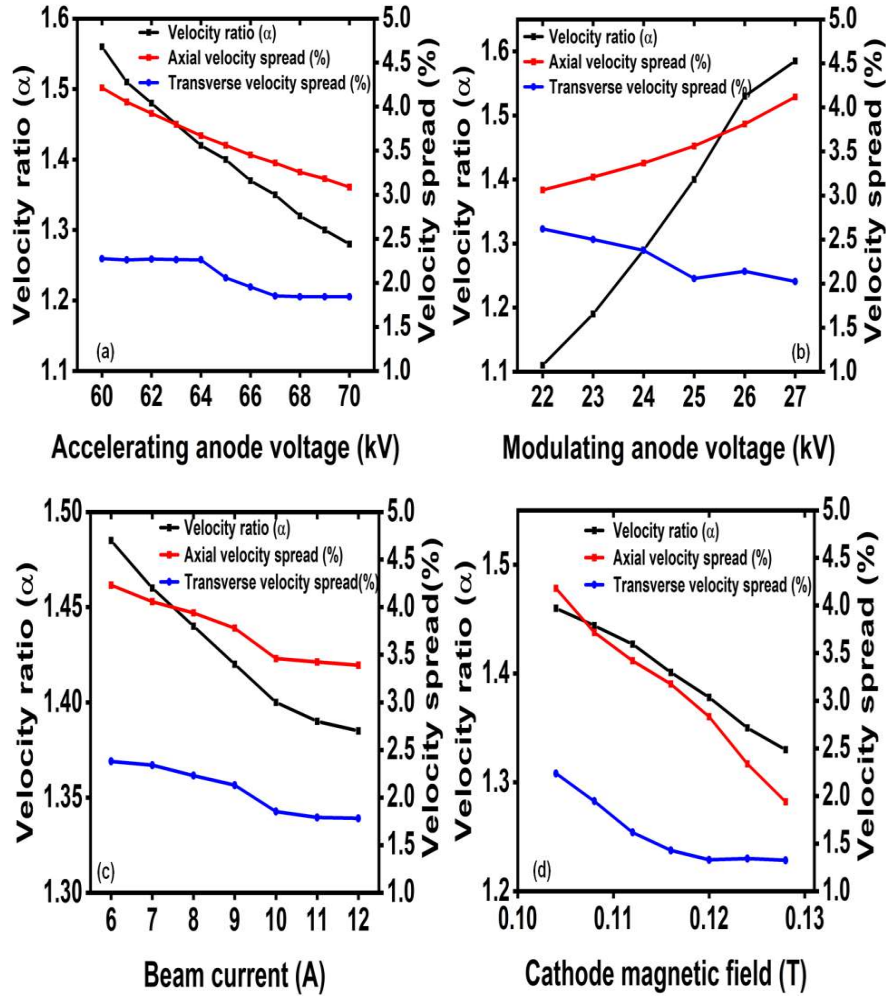 1.6
1.5
1.4
1.3
1.2
1.1
Velocity ratio (α)
Velocity ratio (α)
Axial velocity spread (%)
Transverse velocity spread (%)
5.0
4.5
4.0
3.5
3.0
2.5
2.0
1.5
1.0
Velocity spread (%)
(a)
60 62 64 66 68 70
Accelerating anode voltage (kV)
1.6
1.5
1.4
1.3
1.2
1.1
Velocity ratio (α)
Velocity ratio (α)
Axial velocity spread (%)
Transverse velocity spread (%)
5.0
4.5
4.0
3.5
3.0
2.5
2.0
1.5
1.0
Velocity spread (%)
(b)
22 23 24 25 26 27
Modulating anode voltage (kV)
1.50
1.45
1.40
1.35
1.30
Velocity ratio (α)
Velocity ratio (α)
Axial velocity spread (%)
Transverse velocity spread(%)
5.0
4.5
4.0
3.5
3.0
2.5
2.0
1.5
1.0
Velocity spread(%)
(c)
6 7 8 9 10 11 12
Beam current (A)
1.5
1.4
1.3
1.2
Velocity ratio (α)
Velocity ratio (α)
Axial velocity spread (%)
Transverse velocity spread (%)
5.0
4.5
4.0
3.5
3.0
2.5
2.0
1.5
1.0
Velocity spread (%)
(d)
0.10 0.11 0.12 0.13
Cathode magnetic field (T)